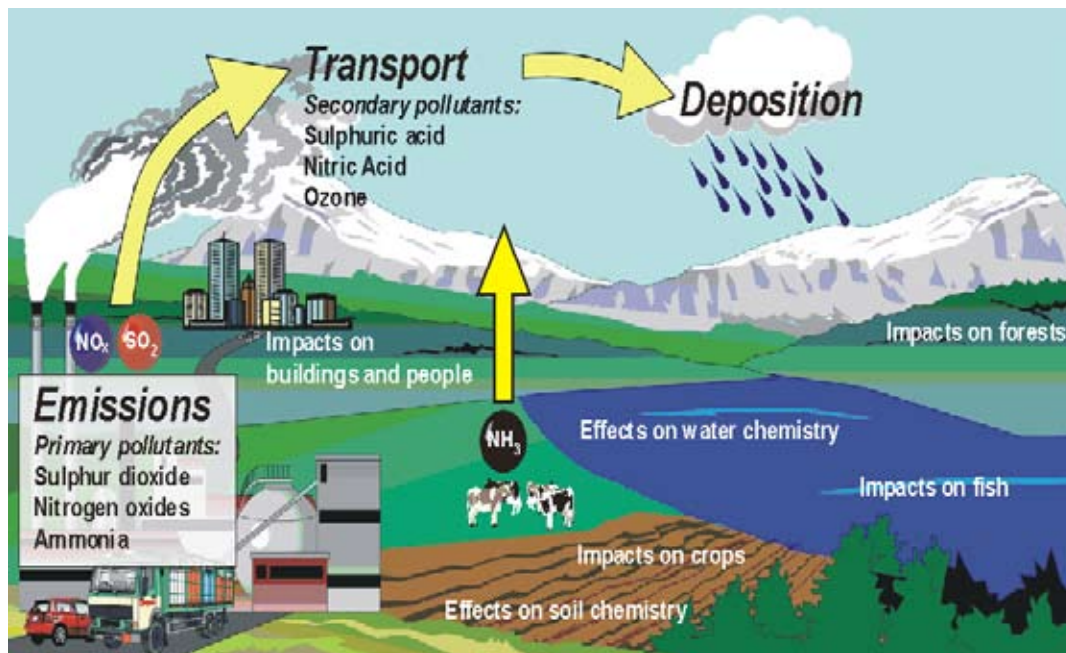 Transport
Secondary pollutants:
Sulphuric acid
Nitric Acid
Ozone
Deposition
NOx
SO2
Impacts on
buildings and people
Impacts on forests
Emissions
Primary pollutants:
Sulphur dioxide
Nitrogen oxides
Ammonia
NH3
Effects on water chemistry
Impacts on fish
Impacts on crops
Effects on soil chemistry